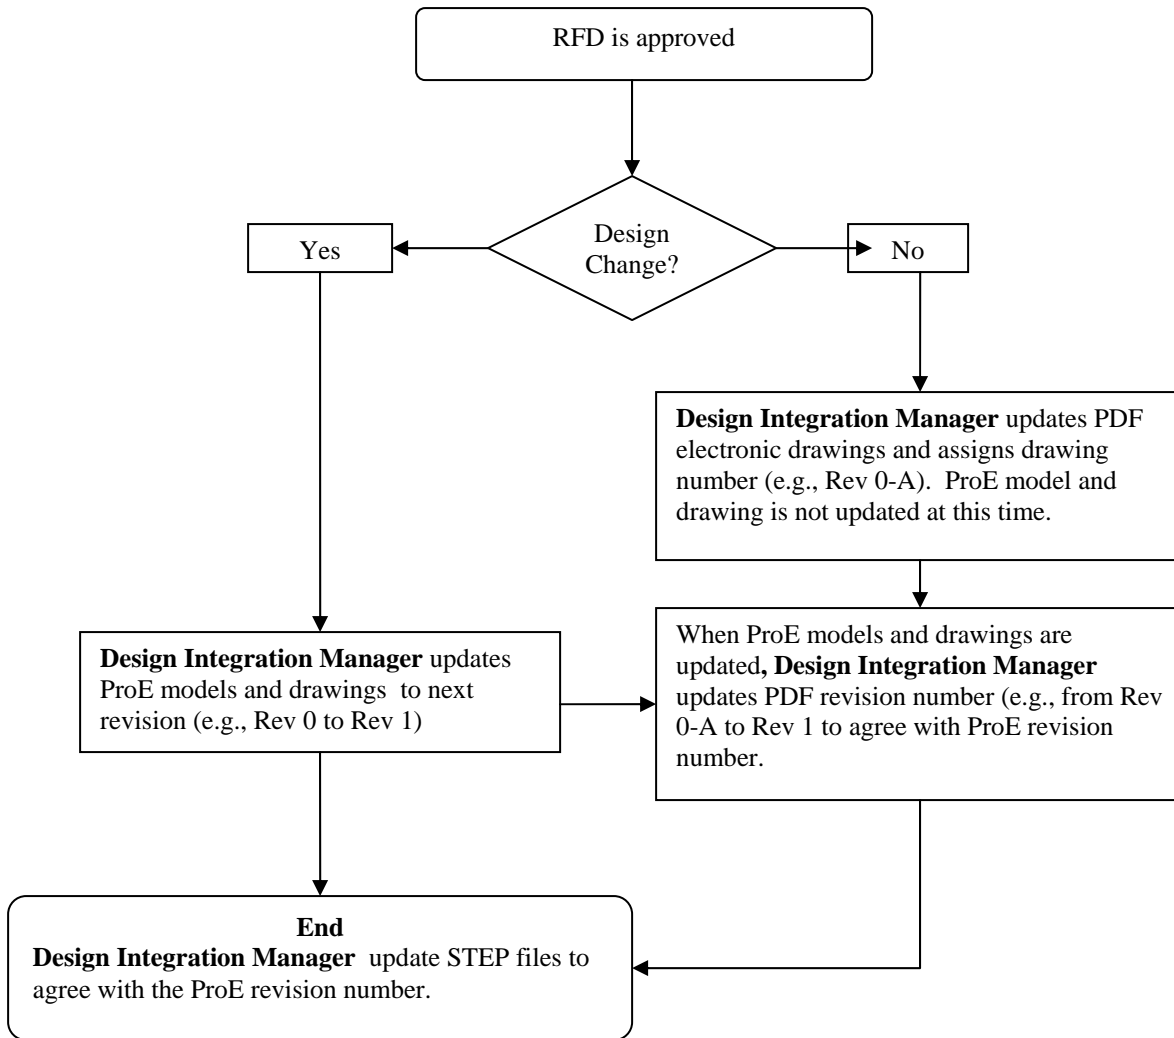 RFD is approved
Design
Change?
Yes
No
Design Integration Manager updates PDF
electronic drawings and assigns drawing
number (e.g., Rev 0-A).  ProE model and
drawing is not updated at this time.
Design Integration Manager updates
ProE models and drawings  to next
revision (e.g., Rev 0 to Rev 1)
When ProE models and drawings are
updated, Design Integration Manager
updates PDF revision number (e.g., from Rev
0-A to Rev 1 to agree with ProE revision
number.
End
Design Integration Manager  update STEP files to
agree with the ProE revision number.